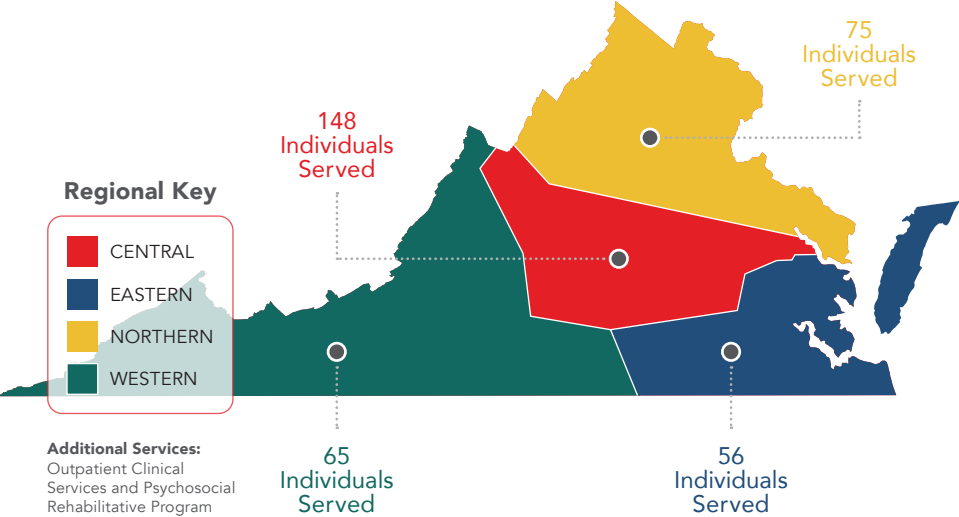 75
Individuals
Served
148
Individuals
Served
Regional Key
CENTRAL
EASTERN
NORTHERN
WESTERN
Additional Services:
Outpatient Clinical
Services and Psychosocial
Rehabilitative Program
65
Individuals
Served
56
Individuals
Served